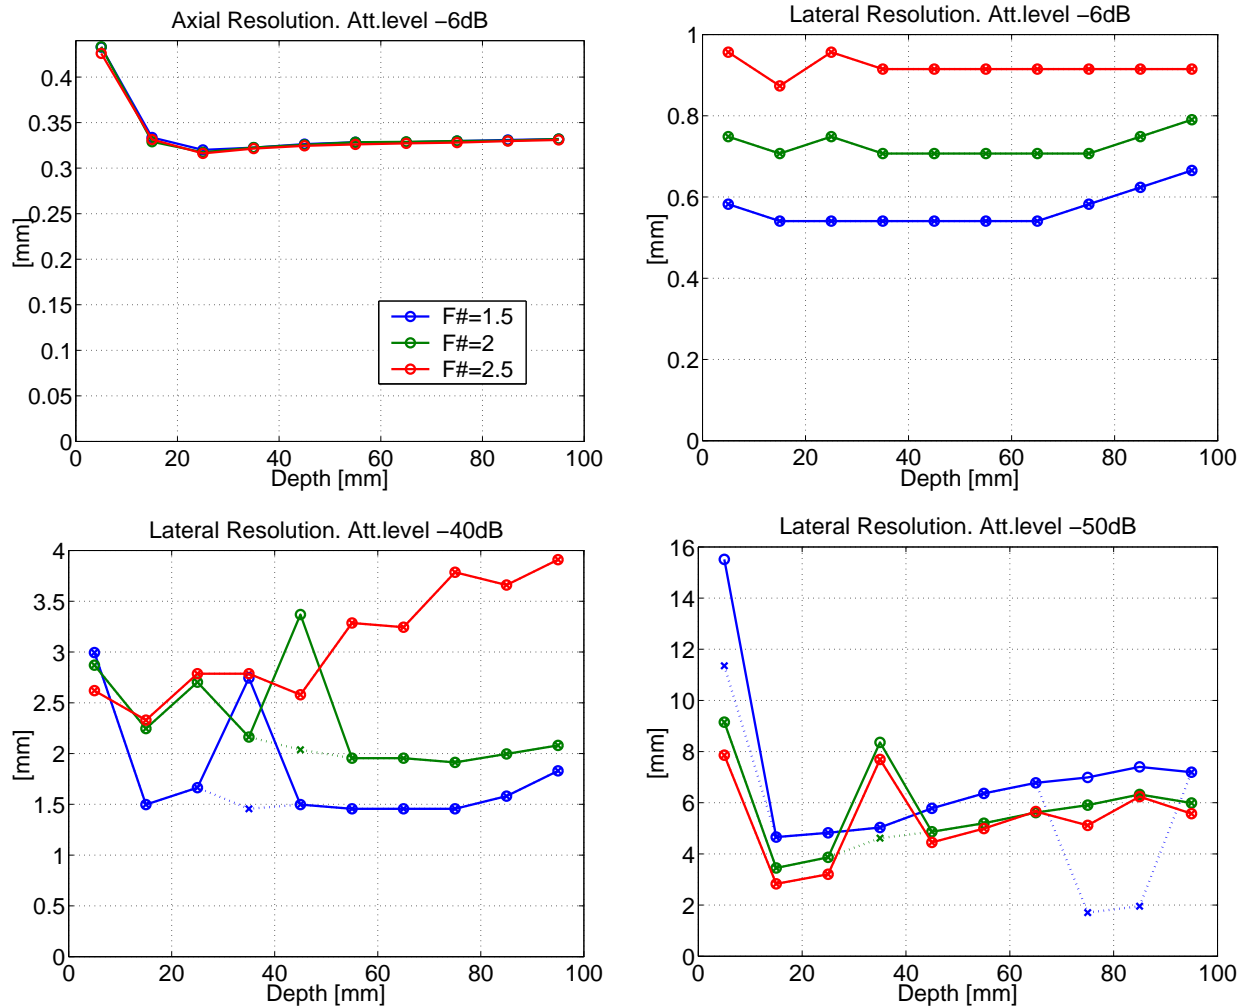 Axial Resolution. Att.level −6dB
[mm]
0.4
0.35
0.3
0.25
0.2
0.15
0.1
0.05
0
0 20 40 60 80 100
Depth [mm]
F#=1.5
F#=2
F#=2.5
Lateral Resolution. Att.level −6dB
[mm]
1
0.8
0.6
0.4
0.2
0
0 20 40 60 80 100
Depth [mm]
Lateral Resolution. Att.level −40dB
[mm]
4
3.5
3
2.5
2
1.5
1
0.5
0
0 20 40 60 80 100
Depth [mm]
Lateral Resolution. Att.level −50dB
[mm]
16
14
12
10
8
6
4
2
0
0 20 40 60 80 100
Depth [mm]